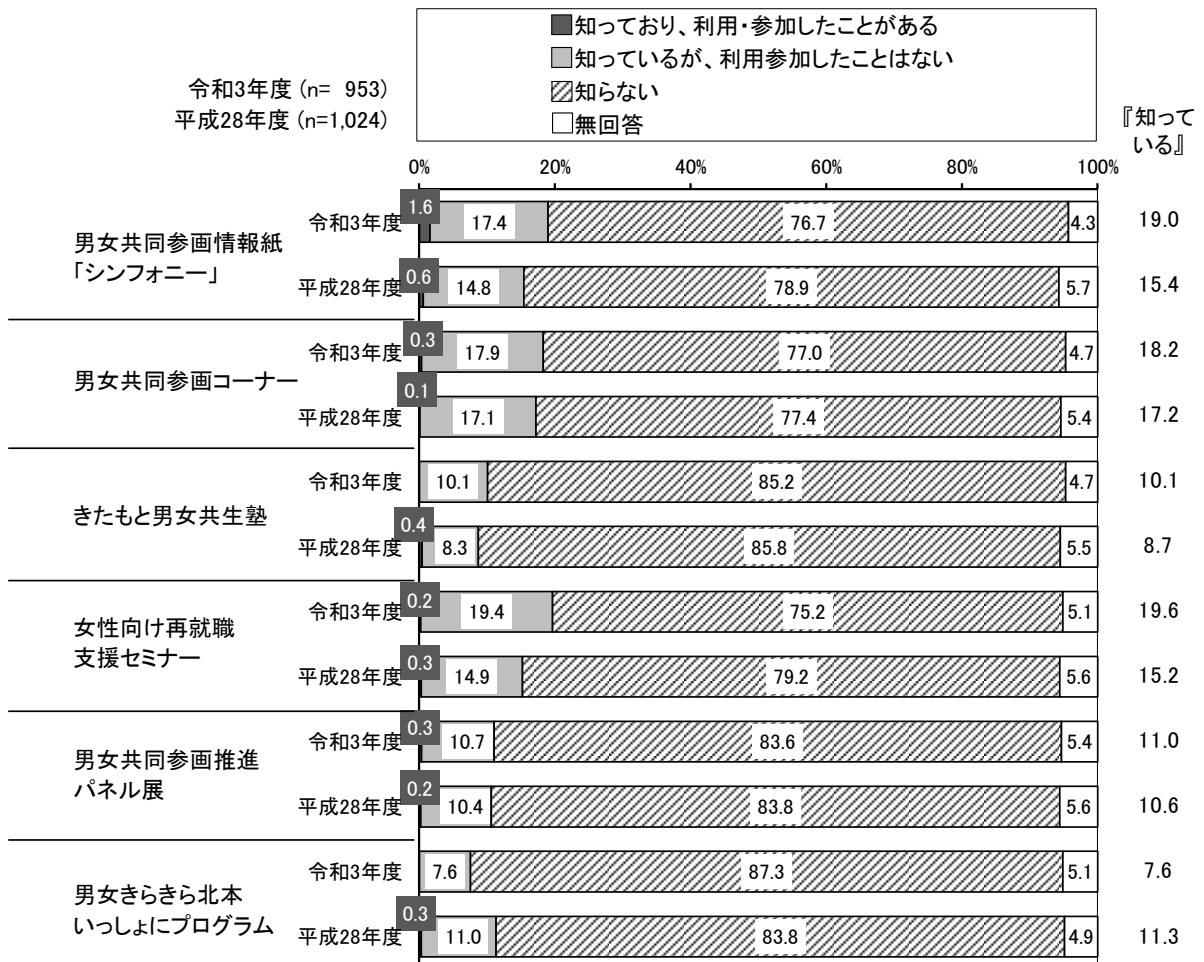 知っており、利用・参加したことがある
知っているが、利用参加したことはない
知らない
無回答
令和3年度 (n= 953)
平成28年度 (n=1,024)
『知って
いる』
0% 20% 40% 60% 80% 100%
男女共同参画情報紙
「シンフォニー」
令和3年度 1.6 17.4 76.7 4.3 19.0
平成28年度 0.6 14.8 78.9 5.7 15.4
男女共同参画コーナー
令和3年度 0.3 17.9 77.0 4.7 18.2
平成28年度 0.1 17.1 77.4 5.4 17.2
きたもと男女共生塾
令和3年度 10.1 85.2 4.7 10.1
平成28年度 0.4 8.3 85.8 5.5 8.7
女性向け再就職
支援セミナー
令和3年度 0.2 19.4 75.2 5.1 19.6
平成28年度 0.3 14.9 79.2 5.6 15.2
男女共同参画推進
パネル展
令和3年度 0.3 10.7 83.6 5.4 11.0
平成28年度 0.2 10.4 83.8 5.6 10.6
男女きらきら北本
いっしょにプログラム
令和3年度 7.6 87.3 5.1 7.6
平成28年度 0.3 11.0 83.8 4.9 11.3